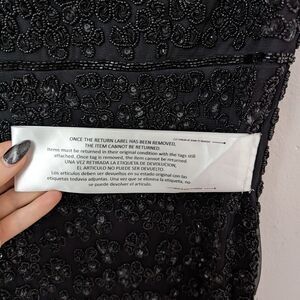 ONCE THE RETURN LABEL HAS BEEN REMOVED,
THE ITEM CANNOT BE RETURNED.
Items must be returned in their original condition with the tags still
attached. Once tag is removed, the item cannot be returned.
UNA VEZ RETIRADA LA ETIQUETA DE DEVOLUCION,
EL ARTICULO NO PUEDE SER DEVUELTO.
Los artículos deben ser devueltos en su estado original con las
etiquetas todavía adjuntas. Una vez que se elimina la etiqueta, no
se puede devolver el artículo.